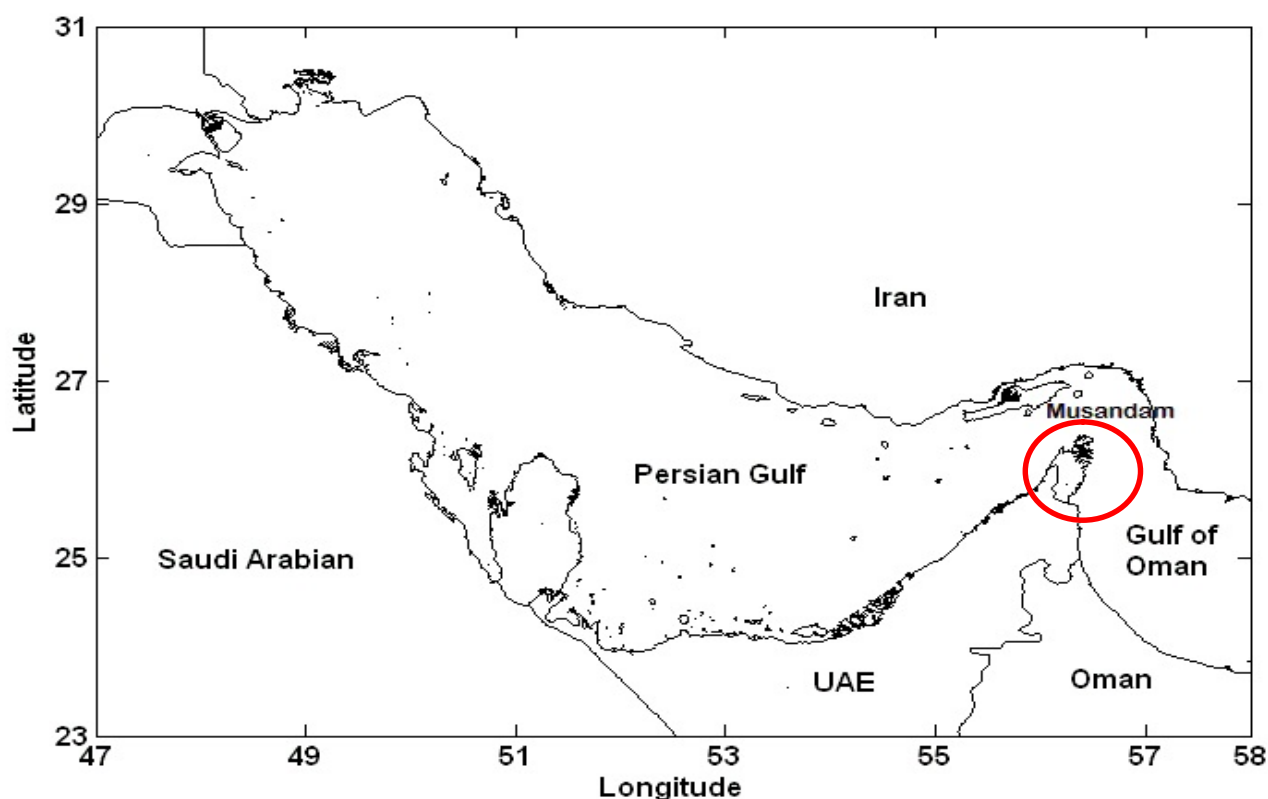 31
29
27
25
23
Latitude
Iran
Musandam
Persian Gulf
Saudi Arabian
Gulf of
Oman
UAE
Oman
47
49
51
53
55
57
58
Longitude